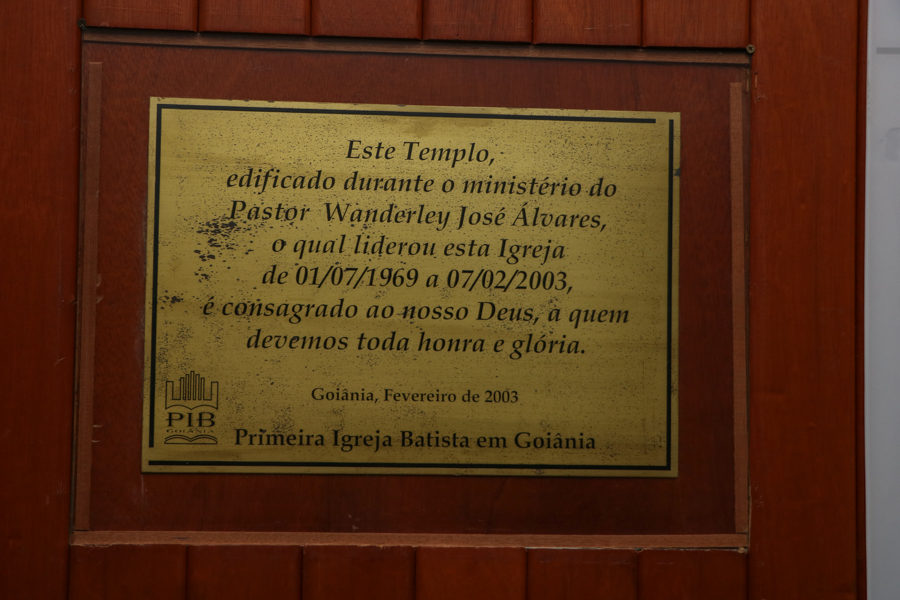 Este Templo,
edificado durante o ministério do
Pastor Wanderley José Álvares,
o qual liderou esta Igreja
de 01/07/1969 a 07/02/2003,
é consagrado ao nosso Deus, a quem
devemos toda honra e glória.
Goiânia, Fevereiro de 2003
PIB
GOIÂNIA
Primeira Igreja Batista em Goiânia